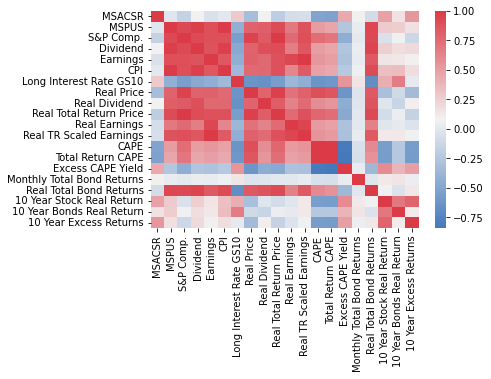 MSACSR
MSPUS
S&P Comp.
Dividend
Earnings
CPI
Long Interest Rate GS10
Real Price
Real Dividend
Real Total Return Price
Real Earnings
Real TR Scaled Earnings
CAPE
Total Return CAPE
Excess CAPE Yield
Monthly Total Bond Returns
Real Total Bond Returns
10 Year Stock Real Return
10 Year Bonds Real Return
10 Year Excess Returns
MSACSR
MSPUS
S&P Comp.
Dividend
Earnings
CPI
Long Interest Rate GS10
Real Price
Real Dividend
Real Total Return Price
Real Earnings
Real TR Scaled Earnings
CAPE
Total Return CAPE
Excess CAPE Yield
Monthly Total Bond Returns
Real Total Bond Returns
10 Year Stock Real Return
10 Year Bonds Real Return
10 Year Excess Returns
1.00
0.75
0.50
0.25
0.00
−0.25
−0.50
−0.75